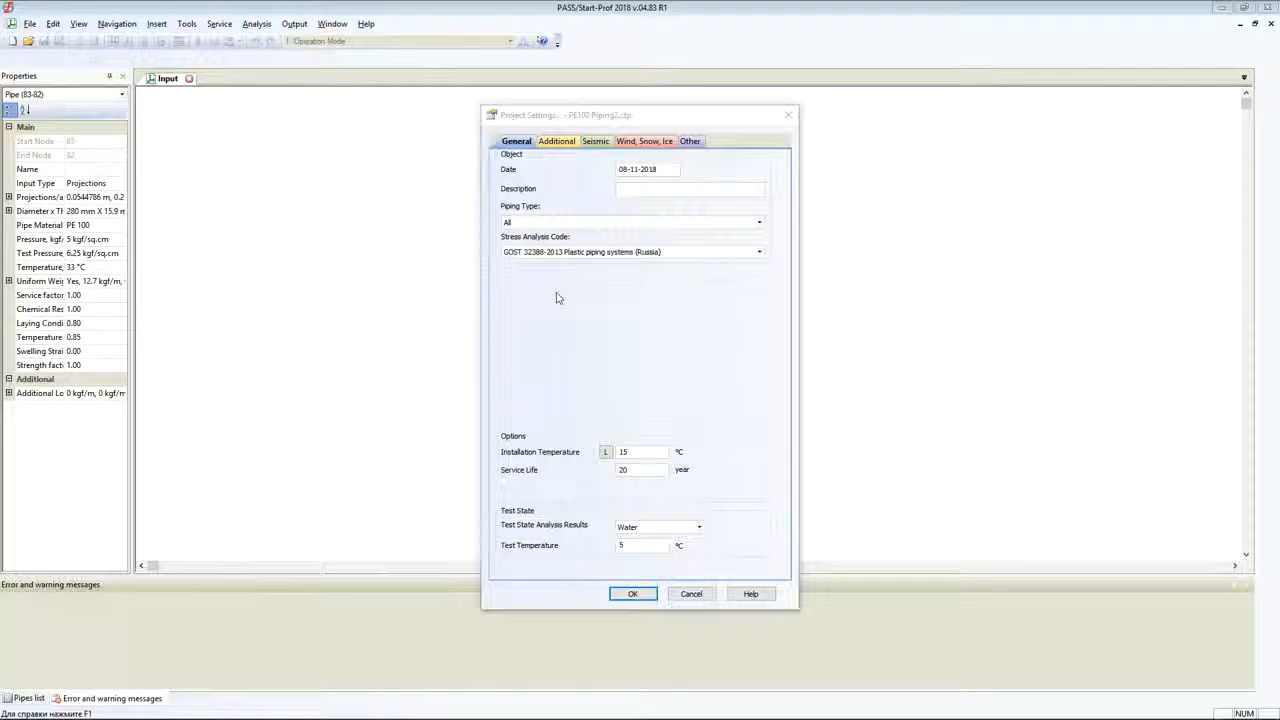 PASS/Start-Prof 2018 v.04.83 R1
File Edit View Navigation Insert Tools Service Analysis Output Window Help
Operation Mode
Properties
Input
Pipe (83-82)
Main
Start Node 83
End Node 82
Name
Input Type Projections
Projections/a 0.0544786 m, 0.2
Diameter x Tl 280 mm X 15.9 m
Pipe Material PE 100
Pressure, kgf/ 5 kgf/sq.cm
Test Pressure, 6.25 kgf/sq.cm
Temperature, 33 °C
Uniform Weig Yes, 12.7 kgf/m,
Service factor 1.00
Chemical Res 1.00
Laying Condi 0.80
Temperature 0.85
Swelling Strai 0.00
Strength fact 1.00
Additional
Additional Lo 0 kgf/m, 0 kgf/m
Project Settings... - PE100 Piping2.ctp
General Additional Seismic Wind, Snow, Ice Other
Object
Date 08-11-2018
Description
Piping Type:
All
Stress Analysis Code:
GOST 32388-2013 Plastic piping systems (Russia)
Options
Installation Temperature L 15 °C
Service Life 20 year
Test State
Test State Analysis Results Water
Test Temperature 5 °C
OK Cancel Help
Error and warning messages
Pipes list Error and warning messages
Для справки нажмите F1
NUM